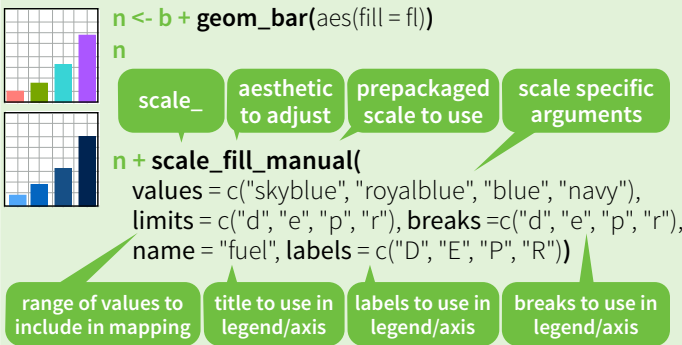 n <- b + geom_bar(aes(fill = fl))
n
scale_
aesthetic
to adjust
prepackaged
scale to use
scale specific
arguments
n + scale_fill_manual(
values = c("skyblue", "royalblue", "blue", "navy"),
limits = c("d", "e", "p", "r"), breaks =c("d", "e", "p", "r"),
name = "fuel", labels = c("D", "E", "P", "R"))
range of values to
include in mapping
title to use in
legend/axis
labels to use in
legend/axis
breaks to use in
legend/axis